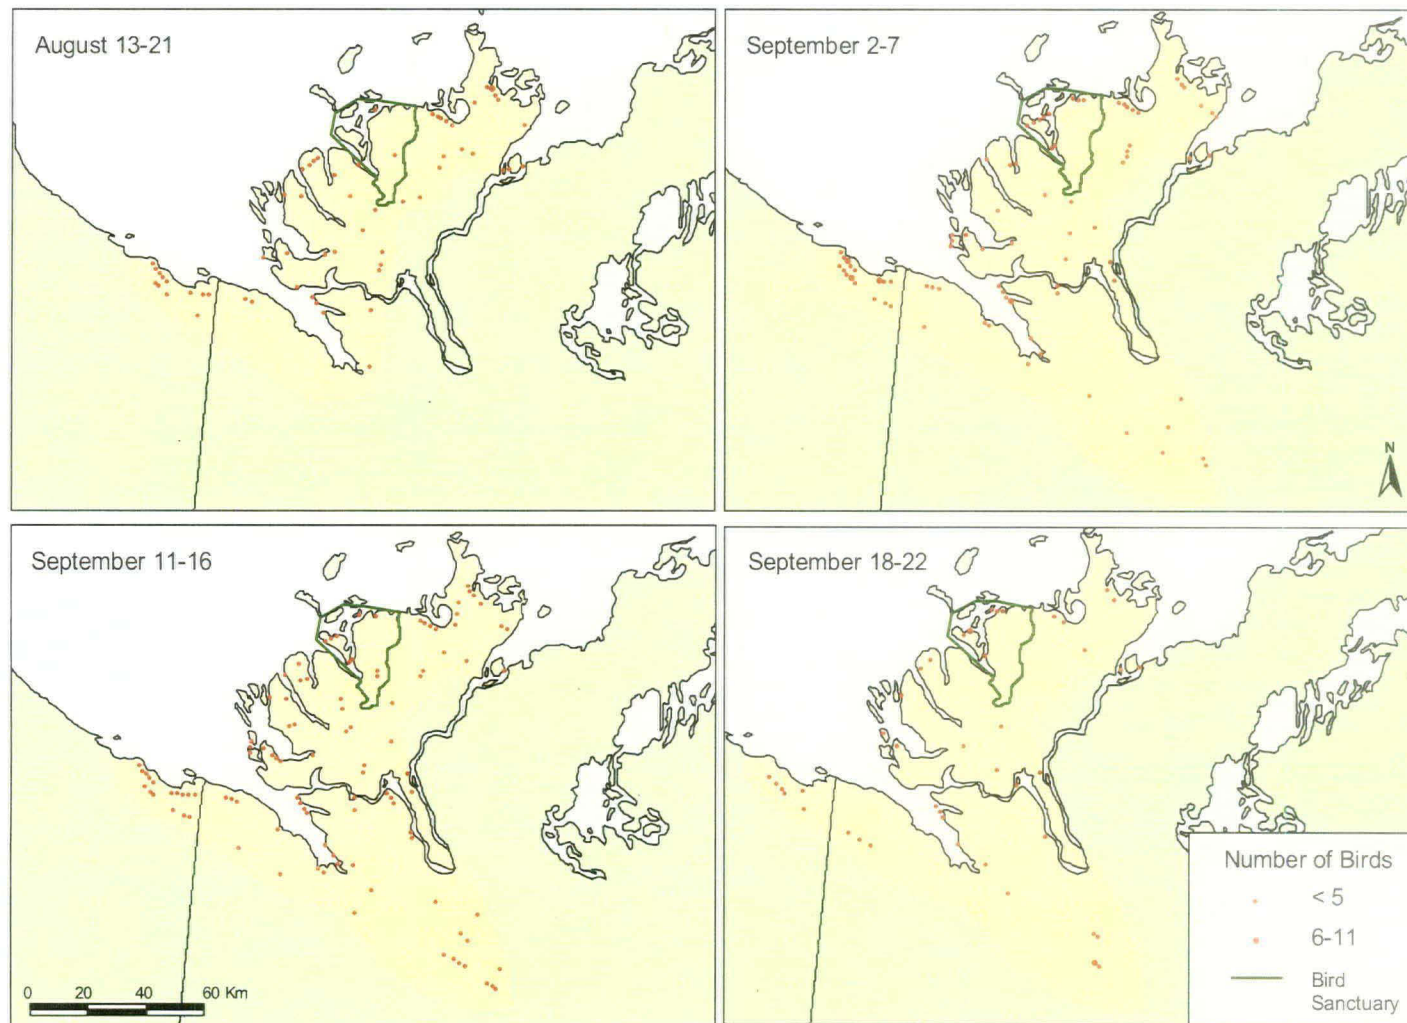 August 13-21
September 2-7
N
September 11-16
September 18-22
0 20 40 60 Km
Number of Birds
< 5
6-11
Bird
Sanctuary